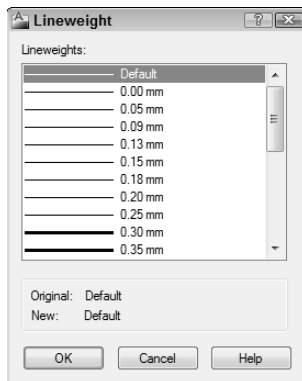 Lineweight
Lineweights:
Default
0.00 mm
0.05 mm
0.09 mm
0.13 mm
0.15 mm
0.18 mm
0.20 mm
0.25 mm
0.30 mm
0.35 mm
Original: Default
New: Default
OK Cancel Help